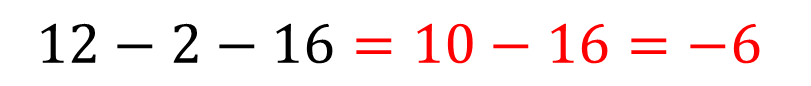 12 − 2 − 16 = 10 − 16 = −6